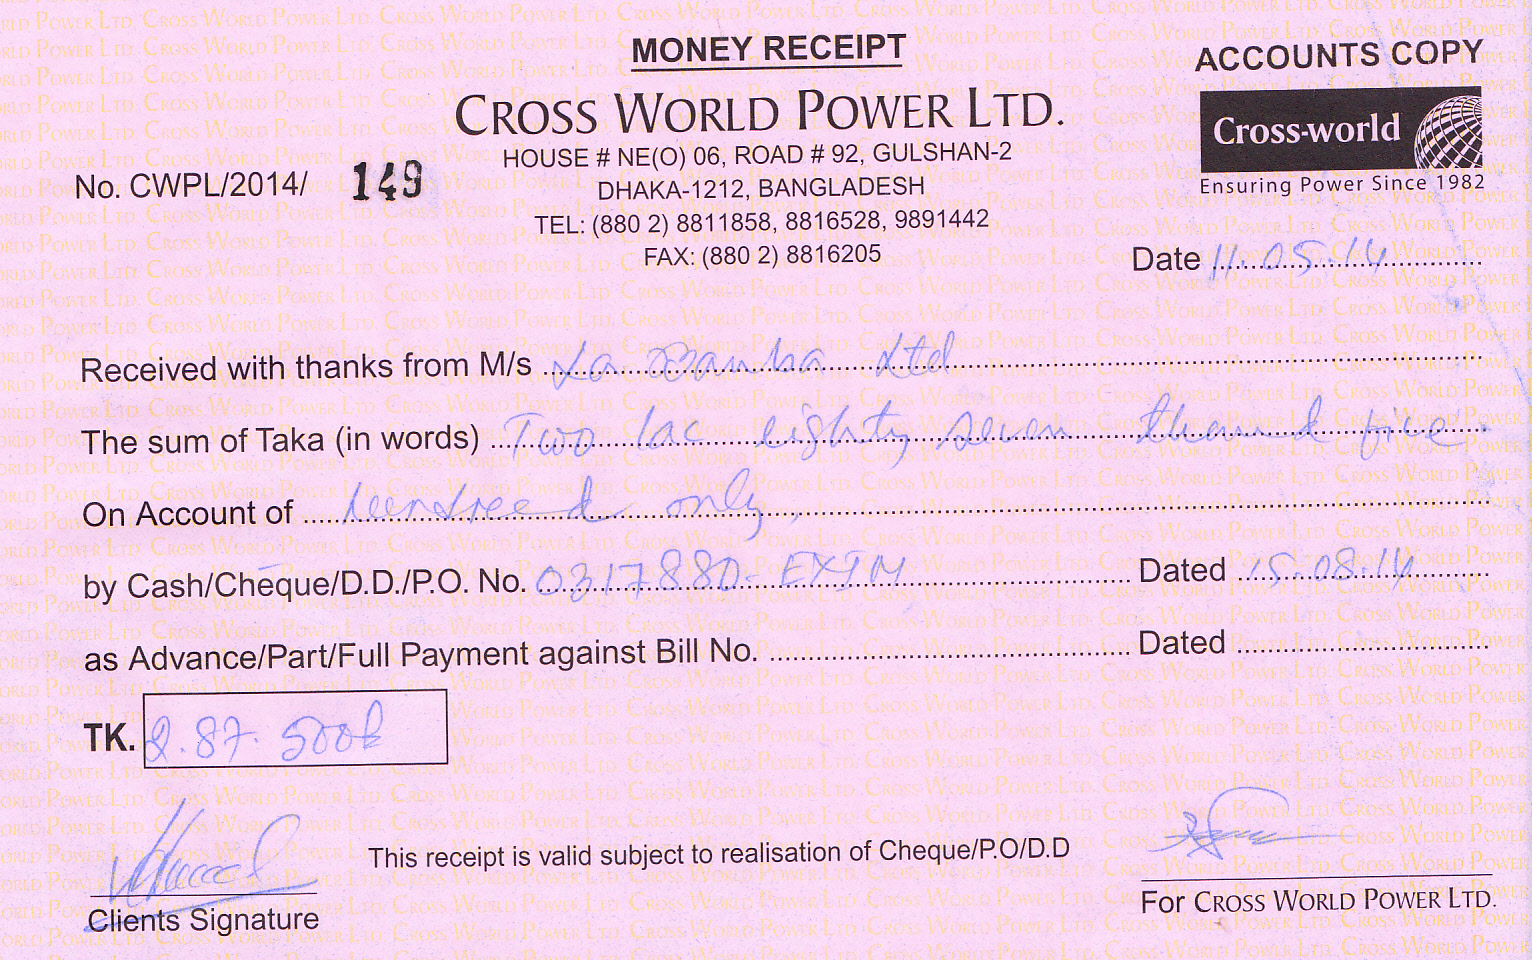 MONEY RECEIPT
ACCOUNTS COPY
CROSS WORLD POWER LTD.
Cross-world
Ensuring Power Since 1982
HOUSE # NE(O) 06, ROAD # 92, GULSHAN-2
No. CWPL/2014/ 149
DHAKA-1212, BANGLADESH
TEL: (880 2) 8811858, 8816528, 9891442
FAX: (880 2) 8816205
Date 11.05.14
Received with thanks from M/s La Bamba Ltd
The sum of Taka (in words) Two lac eighty seven thousand five
On Account of hundred only,
by Cash/Cheque/D.D./P.O. No. 0317880- EXIM Dated 15.08.14
as Advance/Part/Full Payment against Bill No. Dated
TK. 2.87.500
This receipt is valid subject to realisation of Cheque/P.O/D.D
Clients Signature
For CROSS WORLD POWER LTD.